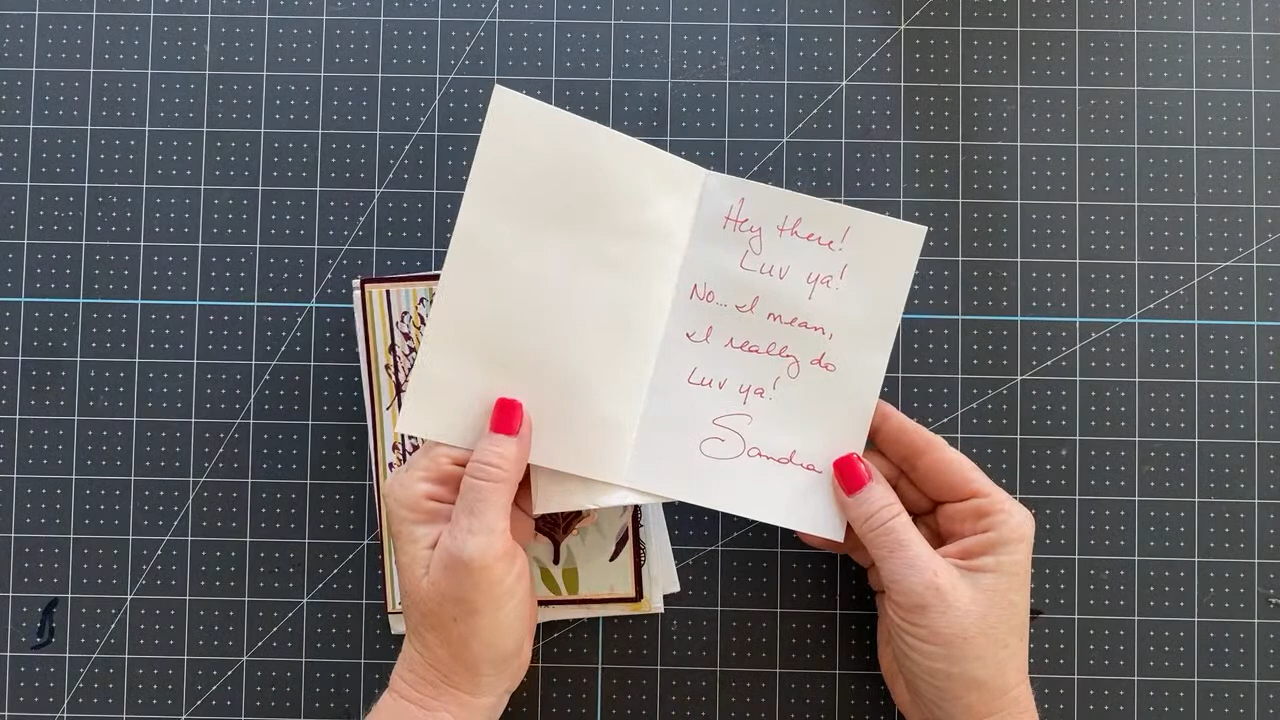 Hey there!
Luv ya!
No... I mean,
I really do
Luv ya!
Sandra